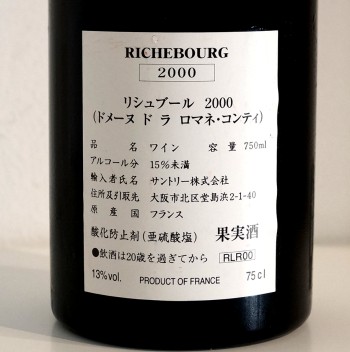 RICHEBOURG
2000
リシュブール 2000
(ドメーヌ ド ラ ロマネ・コンティ)
品 名 ワイン 容 量 750ml
アルコール分 15%未満
輸入者氏名 サントリー株式会社
住所及引取先 大阪市北区堂島浜2-1-40
原 産 国 フランス
酸化防止剤(亜硫酸塩) 果実酒
●飲酒は20歳を過ぎてから RLR00
13%vol. PRODUCT OF FRANCE 75cl